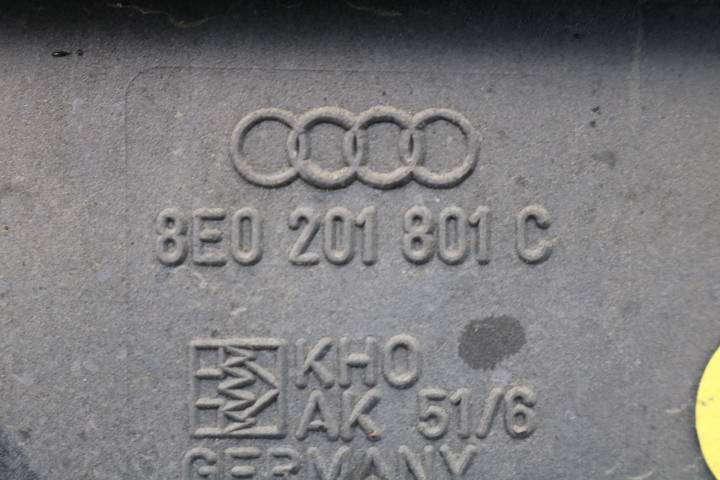 8E0 201 801 C
KHO
AK 51/6
GERMANY